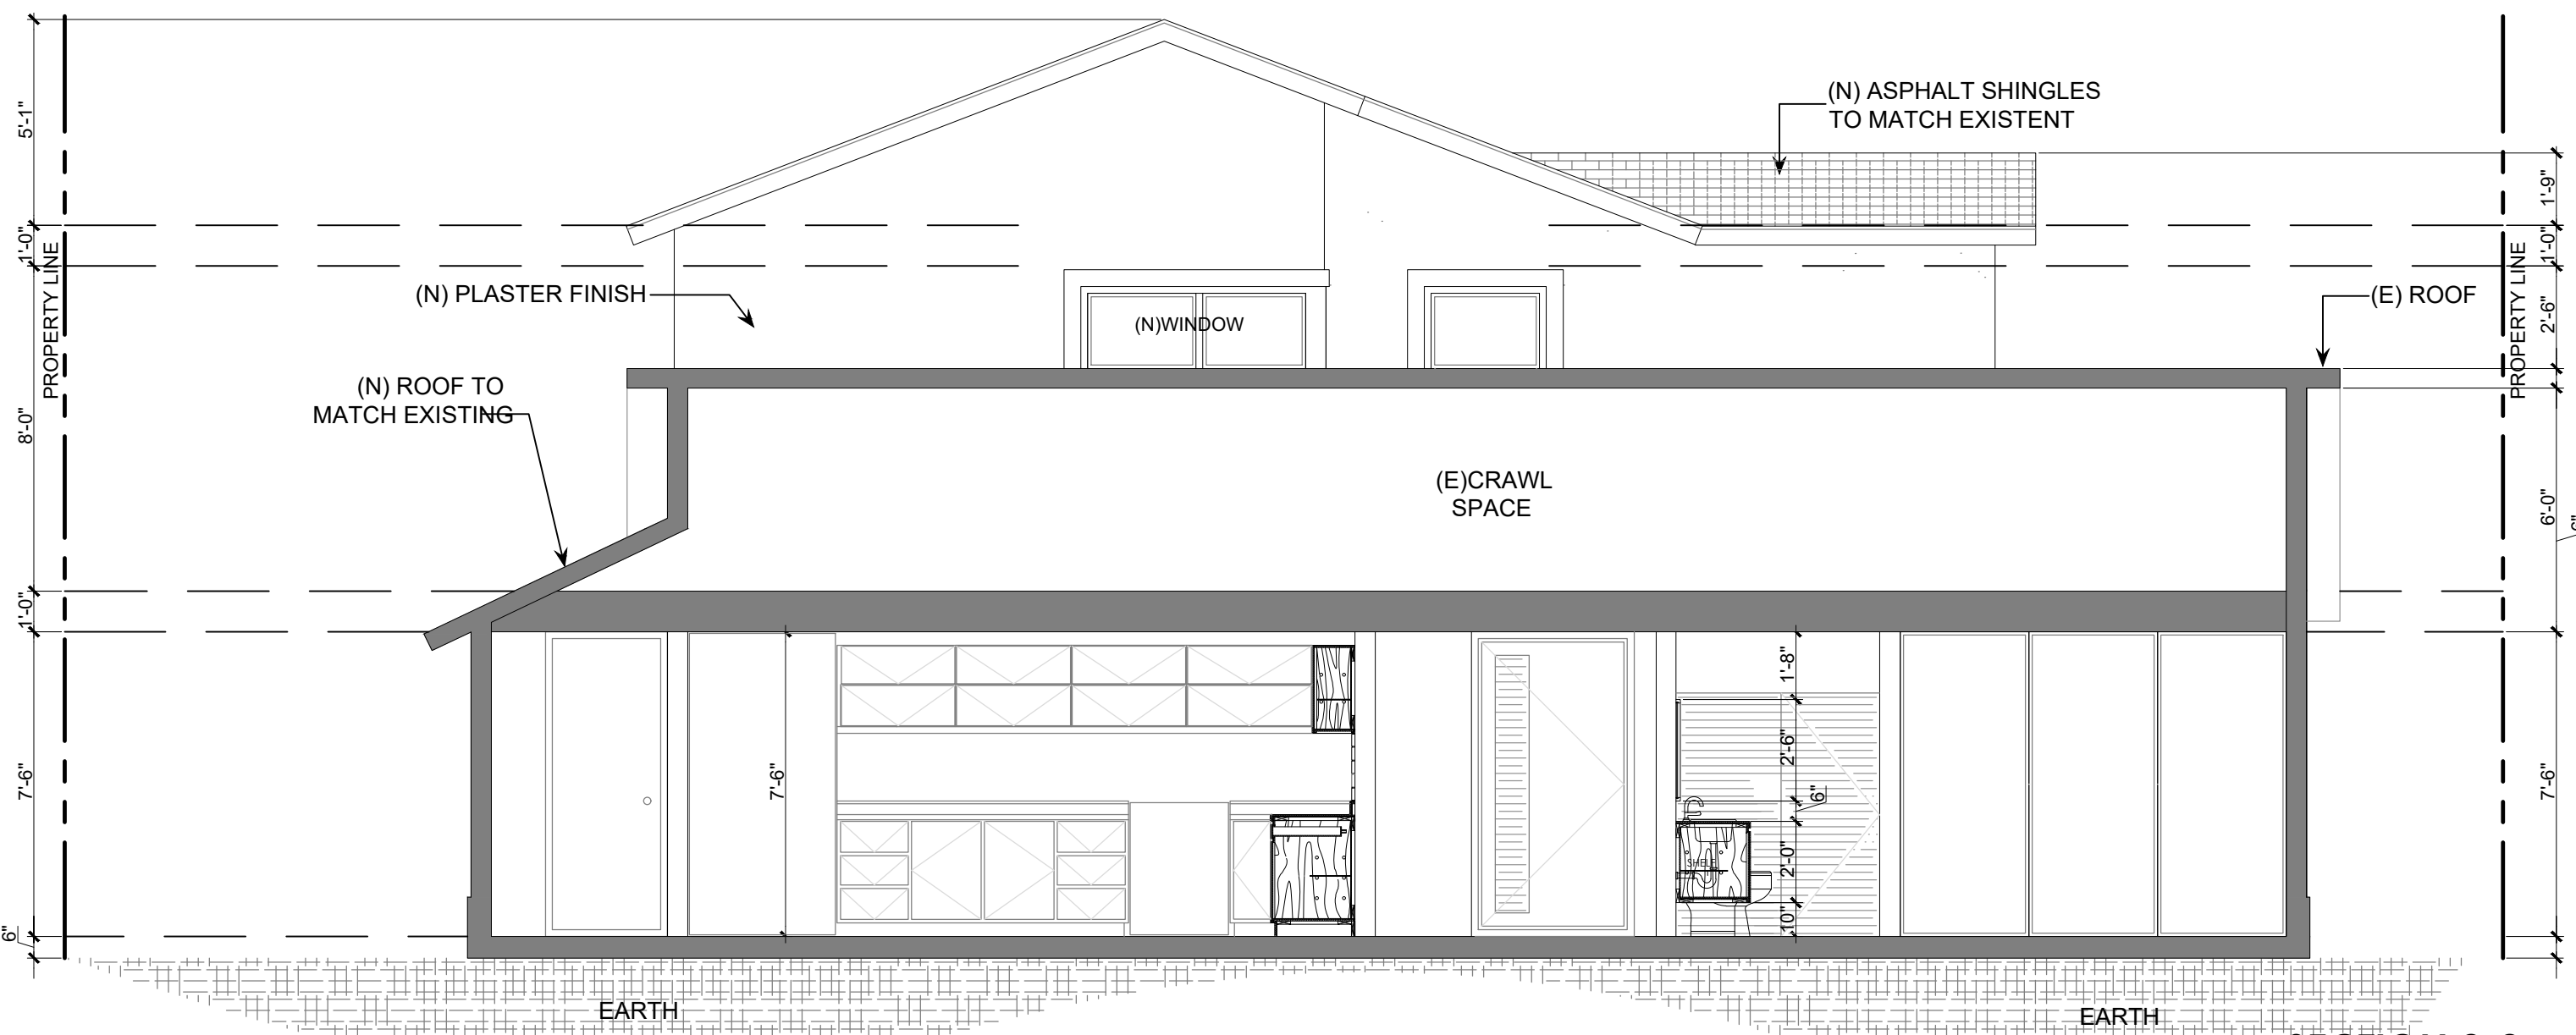 (N) ASPHALT SHINGLES
TO MATCH EXISTENT
5'-1"
1'-9"
1'-0"
1'-0"
PROPERTY LINE
PROPERTY LINE
(N) PLASTER FINISH
(N)WINDOW
(E) ROOF
2'-6"
(N) ROOF TO
MATCH EXISTING
8'-0"
(E)CRAWL
SPACE
6'-0"
6"
1'-0"
1'-8"
7'-6"
7'-6"
2'-6"
6"
7'-6"
SHELF
2'-0"
10"
6"
EARTH
EARTH